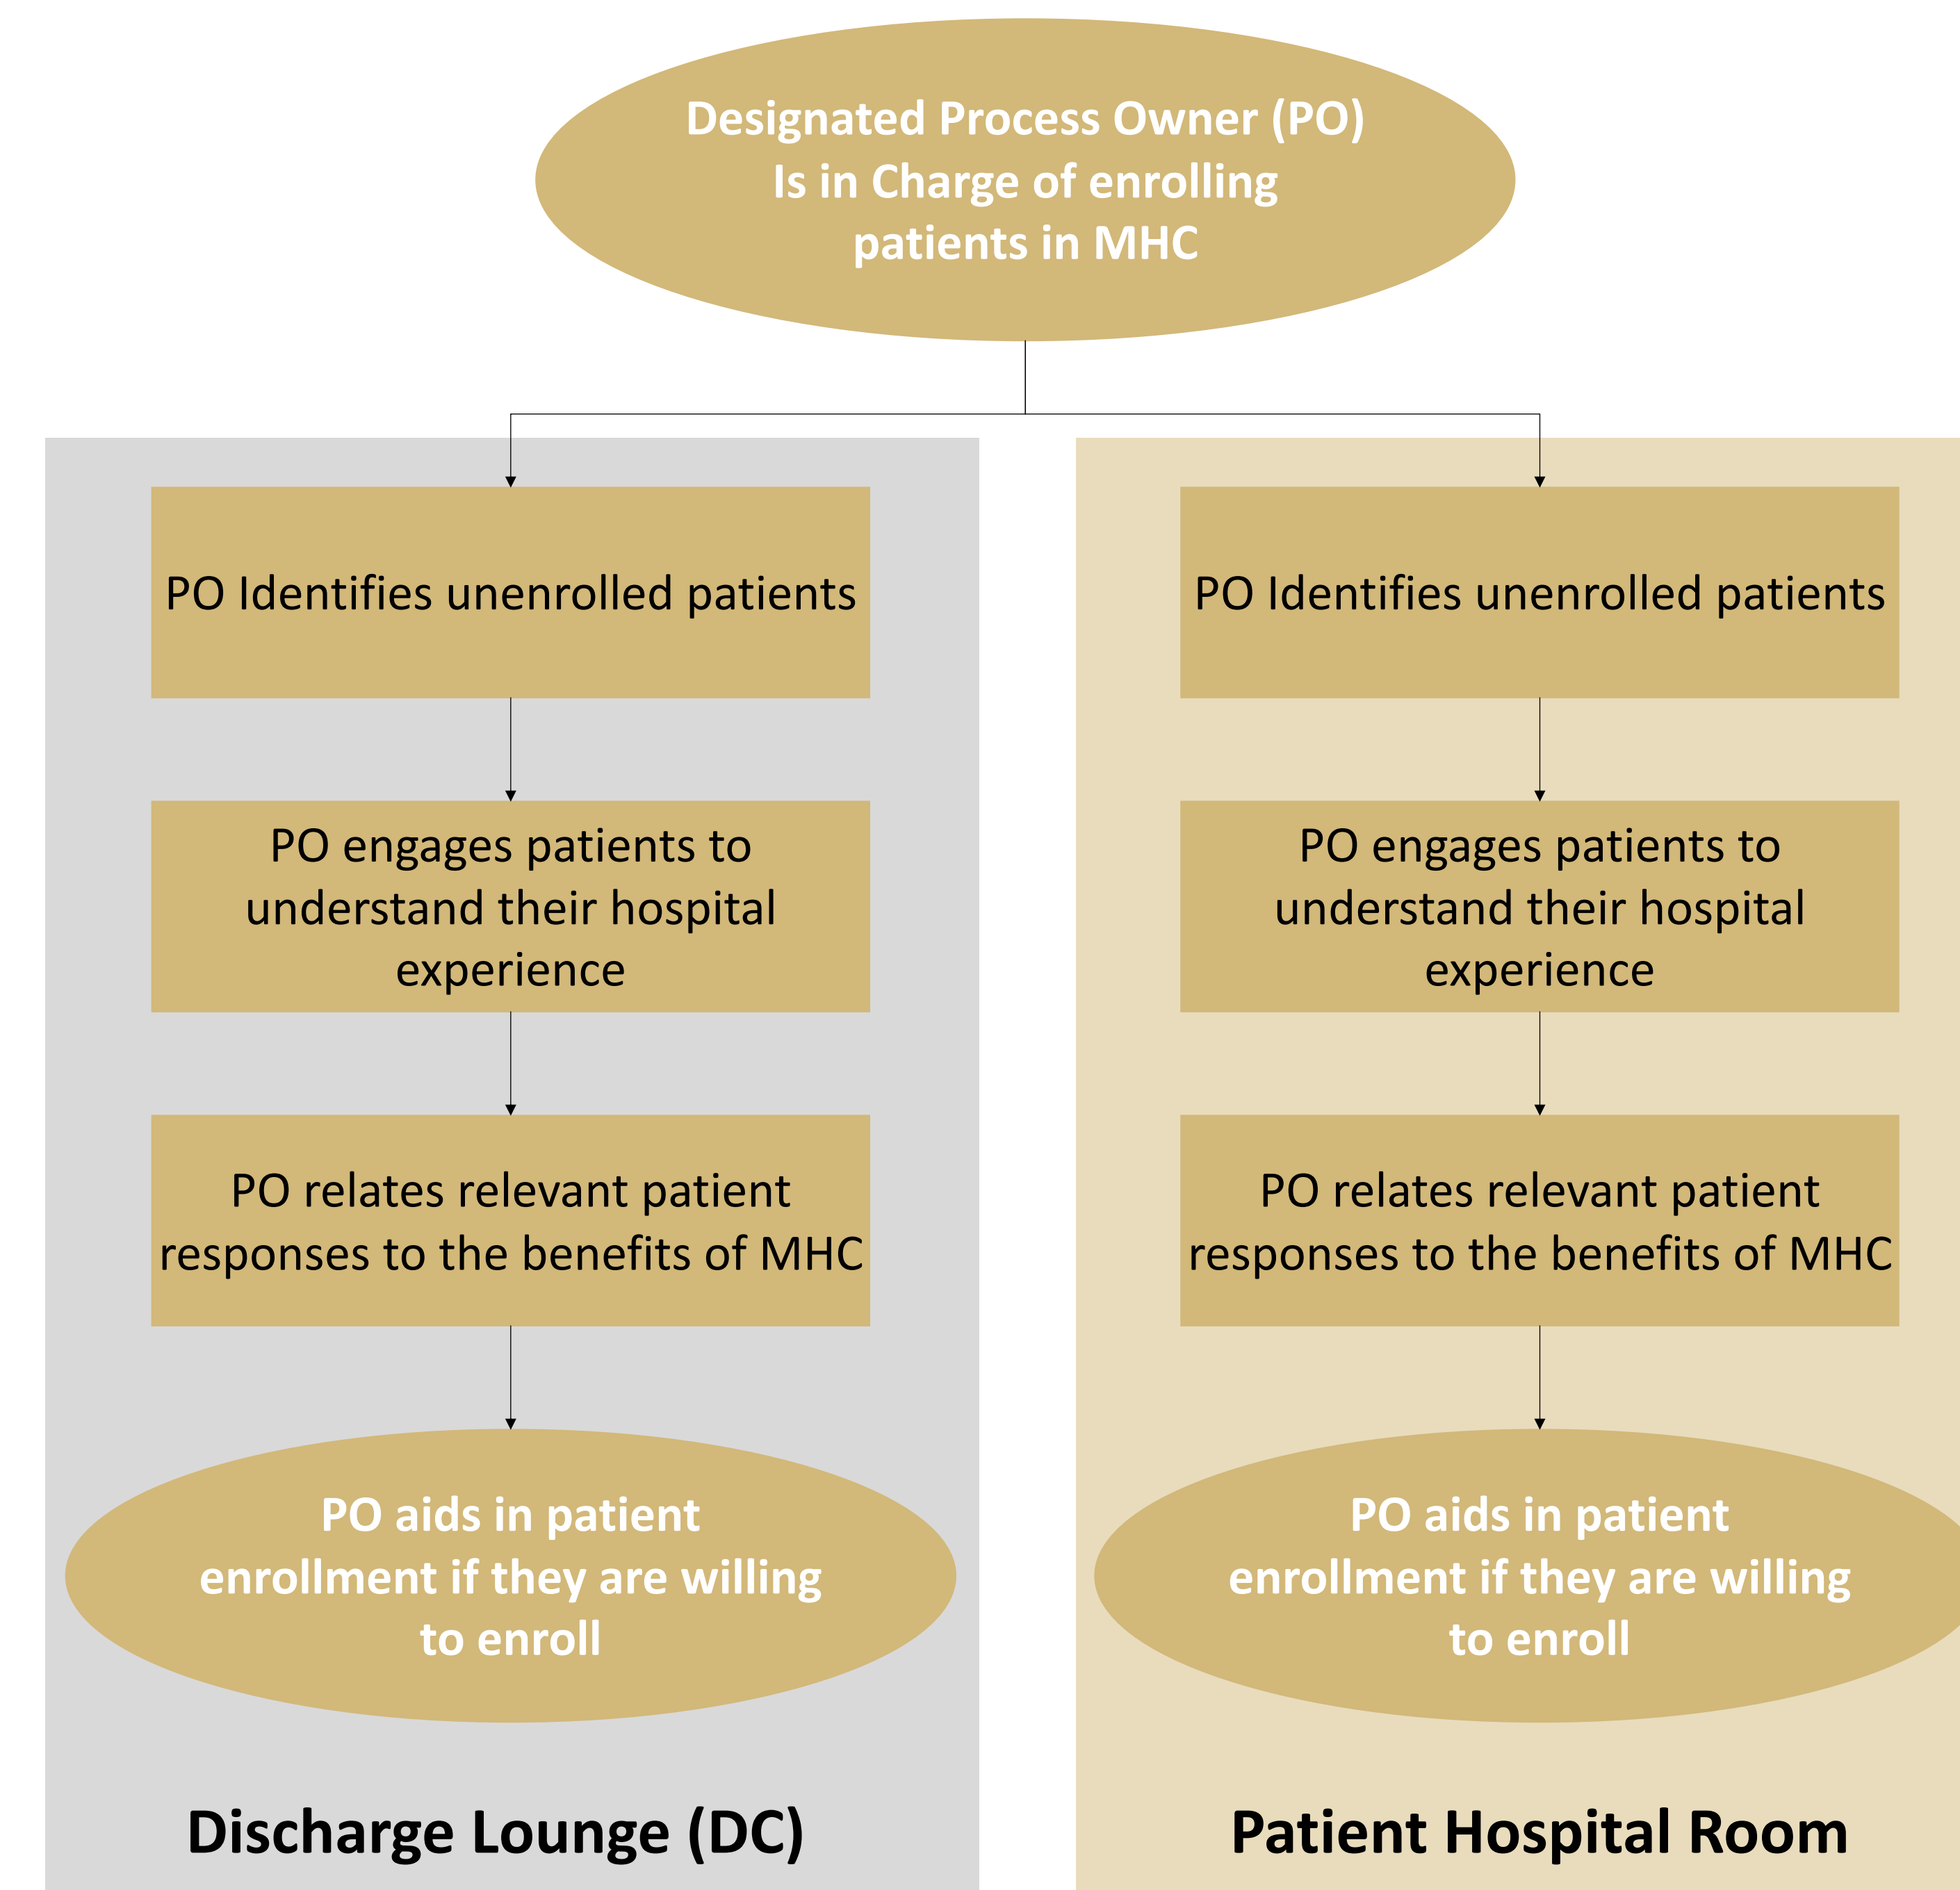 Designated Process Owner (PO)
Is in Charge of enrolling
patients in MHC
PO Identifies unenrolled patients
PO engages patients to
understand their hospital
experience
PO relates relevant patient
responses to the benefits of MHC
PO aids in patient
enrollment if they are willing
to enroll
Discharge Lounge (DC)
PO Identifies unenrolled patients
PO engages patients to
understand their hospital
experience
PO relates relevant patient
responses to the benefits of MHC
PO aids in patient
enrollment if they are willing
to enroll
Patient Hospital Room